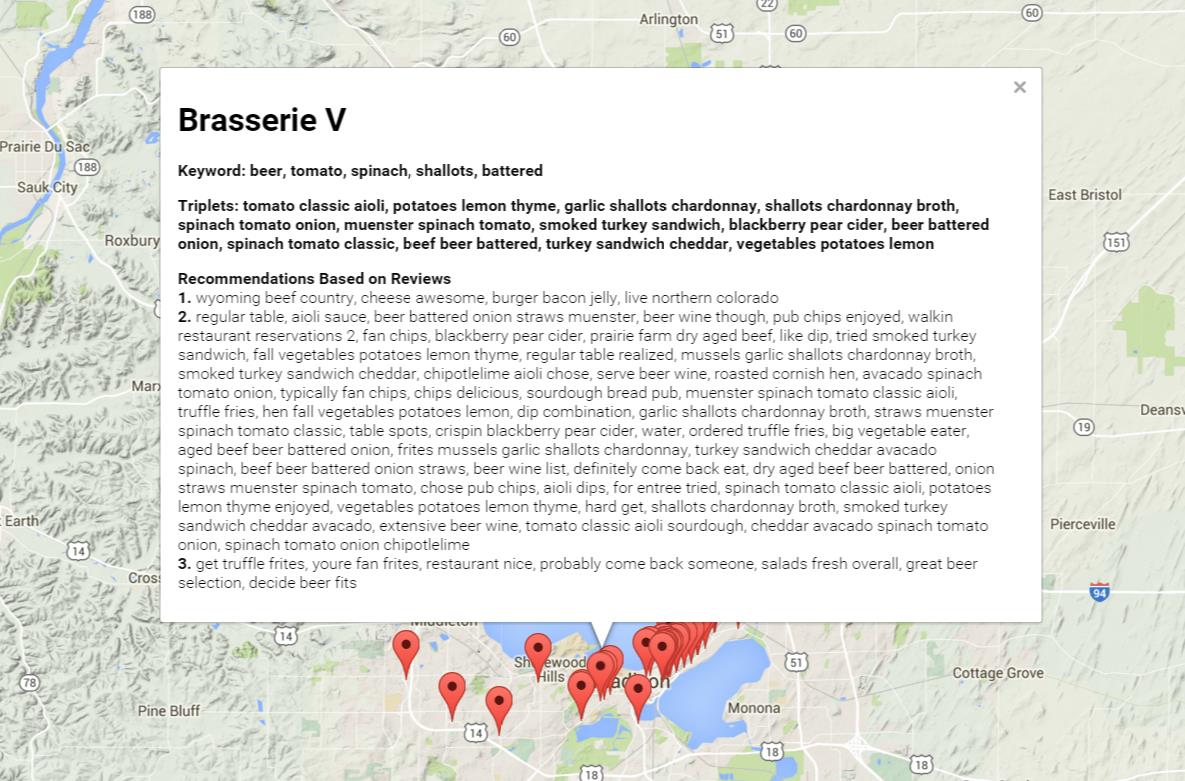 188
Arlington
22
51
60
60
60
×
Brasserie V
Prairie Du Sac
188
Keyword: beer, tomato, spinach, shallots, battered
Sauk City
East Bristol
Triplets: tomato classic aioli, potatoes lemon thyme, garlic shallots chardonnay, shallots chardonnay broth,
spinach tomato onion, muenster spinach tomato, smoked turkey sandwich, blackberry pear cider, beer battered
onion, spinach tomato classic, beef beer battered, turkey sandwich cheddar, vegetables potatoes lemon
Roxbury
151
Recommendations Based on Reviews
1. wyoming beef country, cheese awesome, burger bacon jelly, live northern colorado
2. regular table, aioli sauce, beer battered onion straws muenster, beer wine though, pub chips enjoyed, walkin
restaurant reservations 2, fan chips, blackberry pear cider, prairie farm dry aged beef, like dip, tried smoked turkey
sandwich, fall vegetables potatoes lemon thyme, regular table realized, mussels garlic shallots chardonnay broth,
smoked turkey sandwich cheddar, chipotlelime aioli chose, serve beer wine, roasted cornish hen, avacado spinach
tomato onion, typically fan chips, chips delicious, sourdough bread pub, muenster spinach tomato classic aioli,
truffle fries, hen fall vegetables potatoes lemon, dip combination, garlic shallots chardonnay broth, straws muenster
spinach tomato classic, table spots, crispin blackberry pear cider, water, ordered truffle fries, big vegetable eater,
aged beef beer battered onion, frites mussels garlic shallots chardonnay, turkey sandwich cheddar avacado
spinach, beef beer battered onion straws, beer wine list, definitely come back eat, dry aged beef beer battered, onion
straws muenster spinach tomato, chose pub chips, aioli dips, for entree tried, spinach tomato classic aioli, potatoes
lemon thyme enjoyed, vegetables potatoes lemon thyme, hard get, shallots chardonnay broth, smoked turkey
sandwich cheddar avacado, extensive beer wine, tomato classic aioli sourdough, cheddar avacado spinach tomato
onion, spinach tomato onion chipotlelime
3. get truffle frites, youre fan frites, restaurant nice, probably come back someone, salads fresh overall, great beer
selection, decide beer fits
Marx
Deansv
19
Earth
14
Pierceville
Cross
94
14
78
Hills
51
Cottage Grove
Pine Bluff
Monona
14
18
18
18